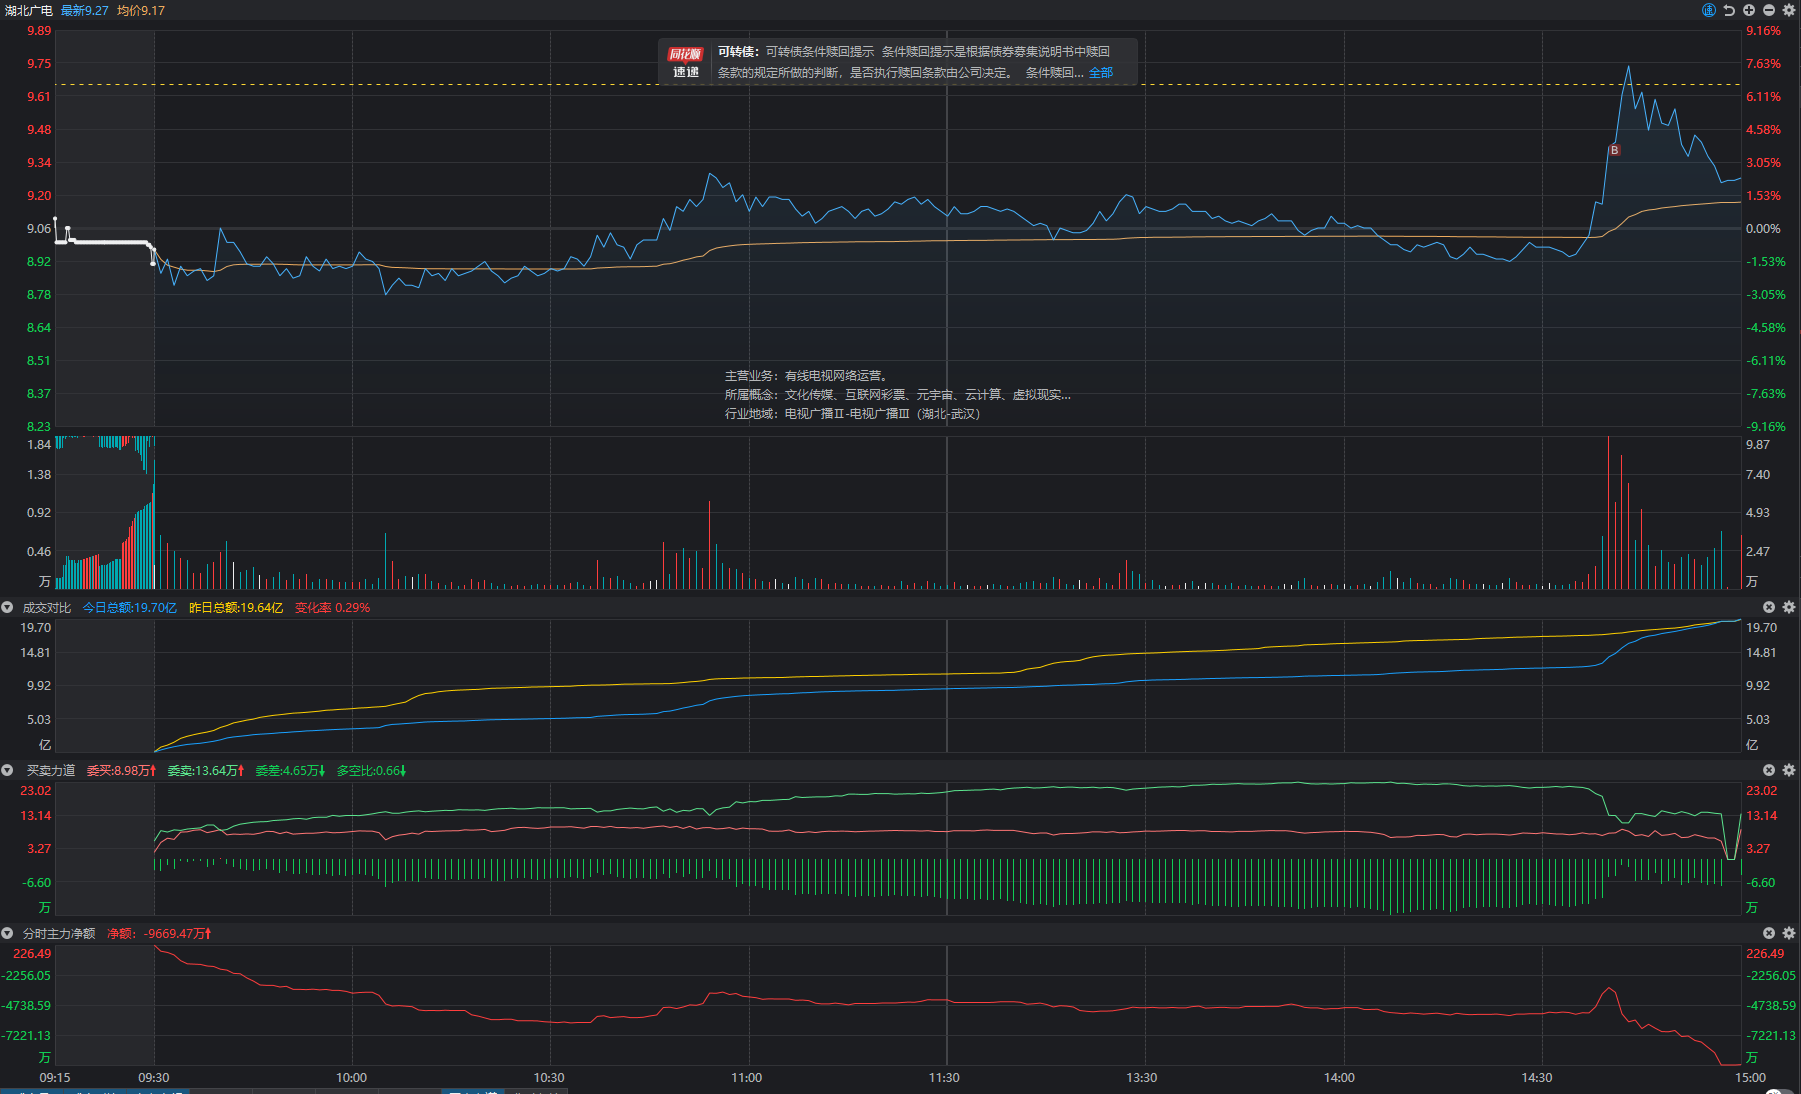 湖北广电 最新9.27 均价9.17
9.89 9.16%
同花顺 速递
可转债：可转债条件赎回提示 条件赎回提示是根据债券募集说明书中赎回
条款的规定所做的判断，是否执行赎回条款由公司决定。 条件赎回... 全部
9.75 7.63%
9.61 6.11%
9.48 4.58%
B
9.34 3.05%
9.20 1.53%
9.06 0.00%
8.92 -1.53%
8.78 -3.05%
8.64 -4.58%
8.51 -6.11%
主营业务：有线电视网络运营。
8.37 -7.63%
所属概念：文化传媒、互联网彩票、元宇宙、云计算、虚拟现实...
行业地域：电视广播Ⅱ-电视广播Ⅲ（湖北-武汉）
8.23 -9.16%
1.84 9.87
1.38 7.40
0.92 4.93
0.46 2.47
万 万
成交对比 今日总额:19.70亿 昨日总额:19.64亿 变化率 0.29%
19.70 19.70
14.81 14.81
9.92 9.92
5.03 5.03
亿 亿
买卖力道 委买:8.98万↑ 委卖:13.64万↑ 委差:4.65万↓ 多空比:0.66↓
23.02 23.02
13.14 13.14
3.27 3.27
-6.60 -6.60
万 万
分时主力净额 净额：-9669.47万↑
226.49 226.49
-2256.05 -2256.05
-4738.59 -4738.59
-7221.13 -7221.13
万 万
09:15 09:30 10:00 10:30 11:00 11:30 13:30 14:00 14:30 15:00